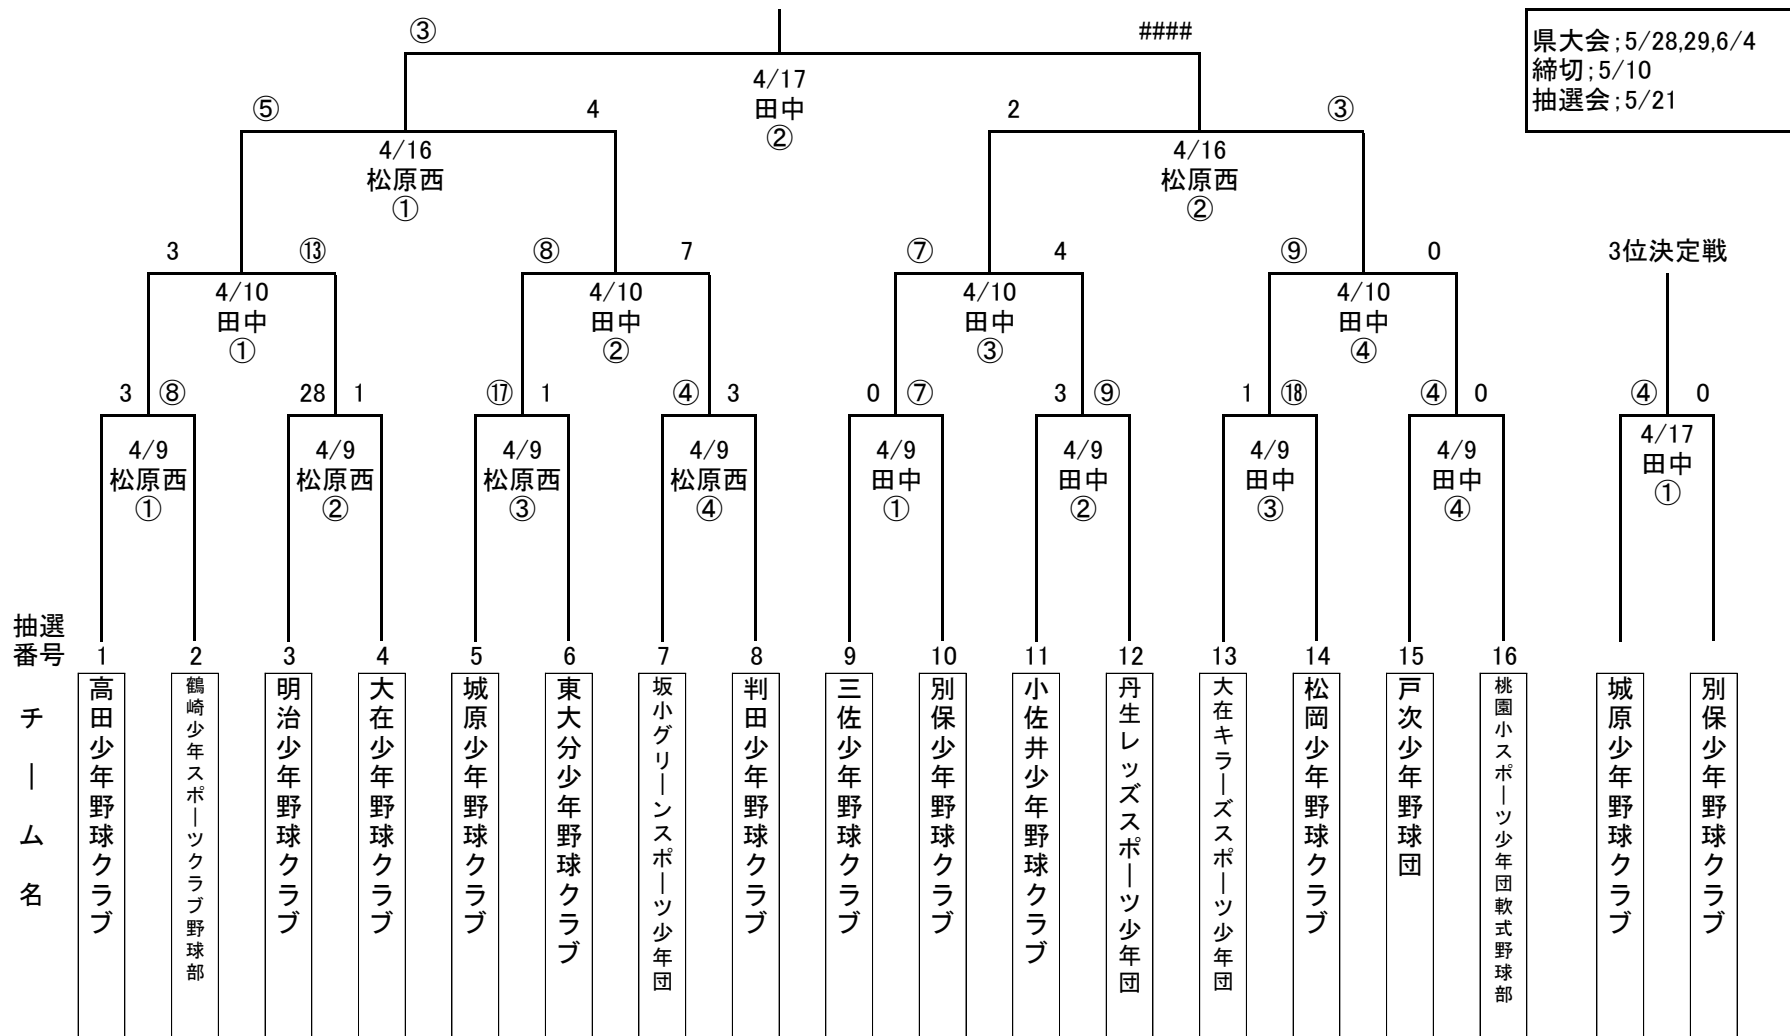 ③ ####
県大会;5/28,29,6/4
締切;5/10
抽選会;5/21
4/17
田中
②
⑤ 4 2 ③
4/16 4/16
松原西 松原西
① ②
3 ⑬ ⑧ 7 ⑦ 4 ⑨ 0 3位決定戦
4/10 4/10 4/10 4/10
田中 田中 田中 田中
① ② ③ ④
3 ⑧ 28 1 ⑰ 1 ④ 3 0 ⑦ 3 ⑨ 1 ⑱ ④ 0 ④ 0
4/9 4/9 4/9 4/9 4/9 4/9 4/9 4/9 4/17
松原西 松原西 松原西 松原西 田中 田中 田中 田中 田中
① ② ③ ④ ① ② ③ ④ ①
抽選
番号 1 2 3 4 5 6 7 8 9 10 11 12 13 14 15 16
チーム名
高田少年野球クラブ
鶴崎少年スポーツクラブ野球部
明治少年野球クラブ
大在少年野球クラブ
城原少年野球クラブ
東大分少年野球クラブ
坂小グリーンスポーツ少年団
判田少年野球クラブ
三佐少年野球クラブ
別保少年野球クラブ
小佐井少年野球クラブ
丹生レッズスポーツ少年団
大在キラーズスポーツ少年団
松岡少年野球クラブ
戸次少年野球団
桃園小スポーツ少年団軟式野球部
城原少年野球クラブ
別保少年野球クラブ